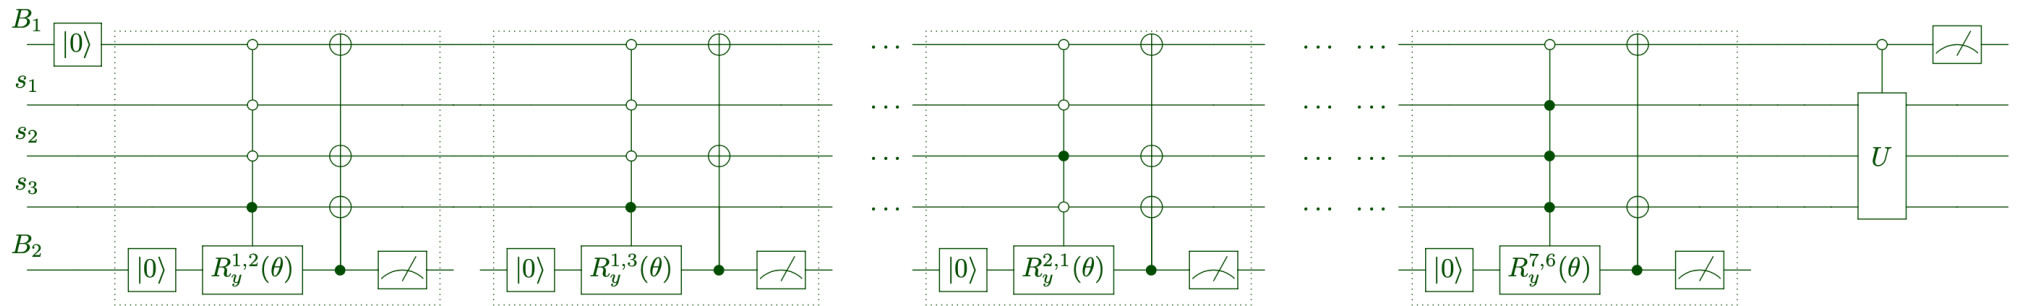 B₁
|0⟩
s₁
... ... ...
s₂
... ... ...
U
s₃
... ... ...
B₂
|0⟩ R_y^{1,2}(θ) |0⟩ R_y^{1,3}(θ) ... ... ... |0⟩ R_y^{2,1}(θ) |0⟩ R_y^{7,6}(θ)